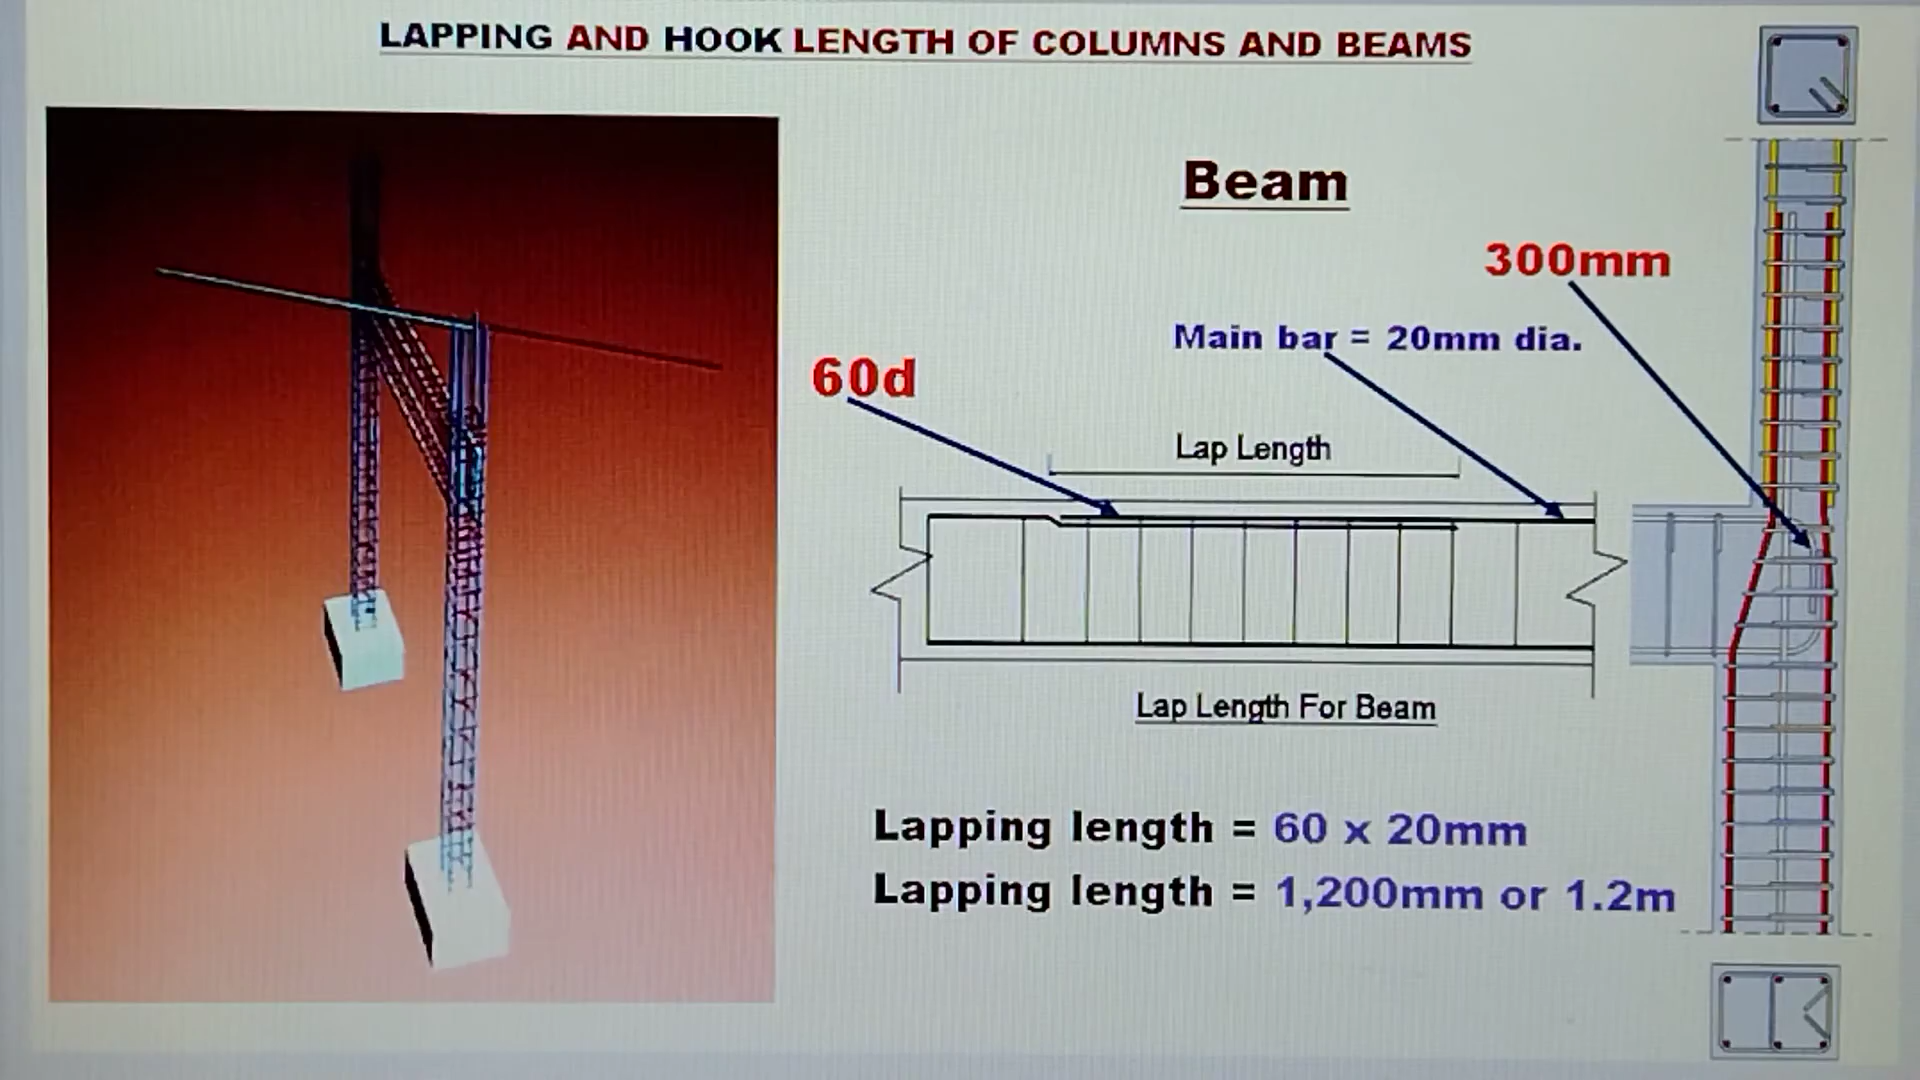 LAPPING AND HOOK LENGTH OF COLUMNS AND BEAMS
Beam
300mm
Main bar = 20mm dia.
60d
Lap Length
Lap Length For Beam
Lapping length = 60 x 20mm
Lapping length = 1,200mm or 1.2m